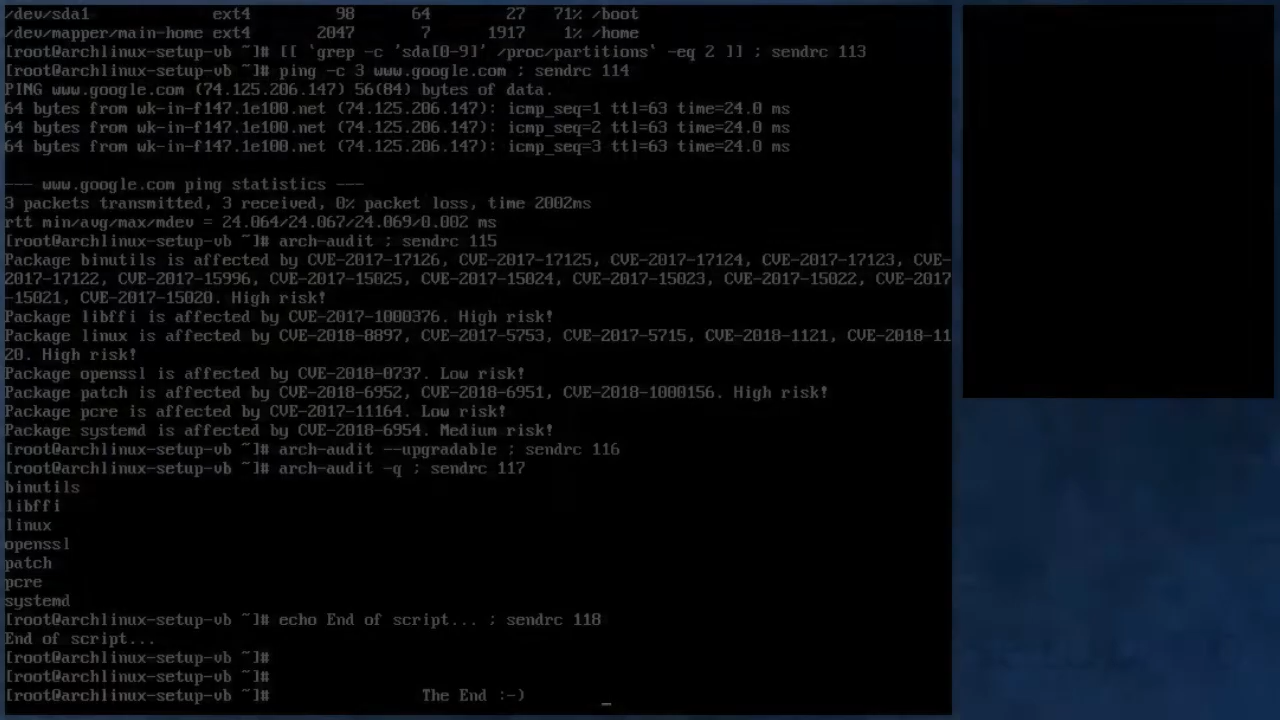 /dev/sda1             ext4         98      64        27   71% /boot
/dev/mapper/main-home ext4       2047       7      1917    1% /home
[root@archlinux-setup-vb ~]# [[ `grep -c 'sda[0-9]' /proc/partitions` -eq 2 ]] ; sendrc 113
[root@archlinux-setup-vb ~]# ping -c 3 www.google.com ; sendrc 114
PING www.google.com (74.125.206.147) 56(84) bytes of data.
64 bytes from wk-in-f147.1e100.net (74.125.206.147): icmp_seq=1 ttl=63 time=24.0 ms
64 bytes from wk-in-f147.1e100.net (74.125.206.147): icmp_seq=2 ttl=63 time=24.0 ms
64 bytes from wk-in-f147.1e100.net (74.125.206.147): icmp_seq=3 ttl=63 time=24.0 ms
--- www.google.com ping statistics ---
3 packets transmitted, 3 received, 0% packet loss, time 2002ms
rtt min/avg/max/mdev = 24.064/24.067/24.069/0.002 ms
[root@archlinux-setup-vb ~]# arch-audit ; sendrc 115
Package binutils is affected by CVE-2017-17126, CVE-2017-17125, CVE-2017-17124, CVE-2017-17123, CVE-
2017-17122, CVE-2017-15996, CVE-2017-15025, CVE-2017-15024, CVE-2017-15023, CVE-2017-15022, CVE-2017
-15021, CVE-2017-15020. High risk!
Package libffi is affected by CVE-2017-1000376. High risk!
Package linux is affected by CVE-2018-8897, CVE-2017-5753, CVE-2017-5715, CVE-2018-1121, CVE-2018-11
20. High risk!
Package openssl is affected by CVE-2018-0737. Low risk!
Package patch is affected by CVE-2018-6952, CVE-2018-6951, CVE-2018-1000156. High risk!
Package pcre is affected by CVE-2017-11164. Low risk!
Package systemd is affected by CVE-2018-6954. Medium risk!
[root@archlinux-setup-vb ~]# arch-audit --upgradable ; sendrc 116
[root@archlinux-setup-vb ~]# arch-audit -q ; sendrc 117
binutils
libffi
linux
openssl
patch
pcre
systemd
[root@archlinux-setup-vb ~]# echo End of script... ; sendrc 118
End of script...
[root@archlinux-setup-vb ~]#
[root@archlinux-setup-vb ~]#
[root@archlinux-setup-vb ~]#                The End :-)        _